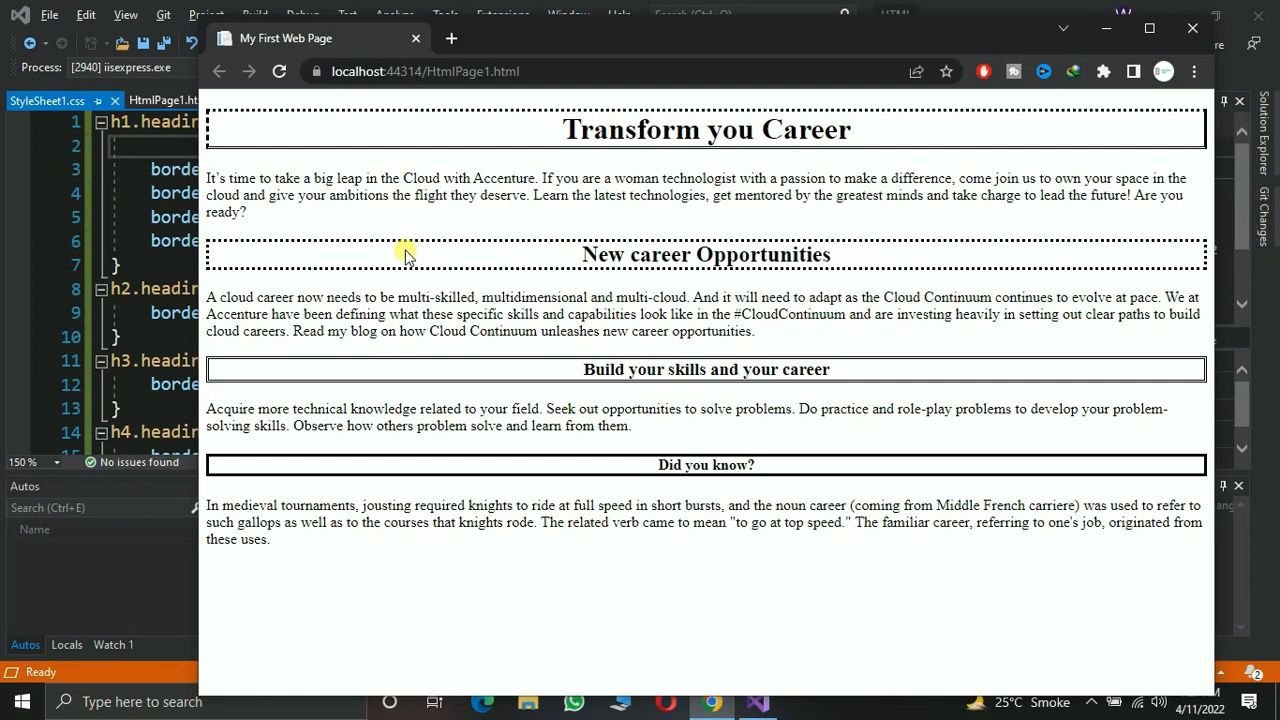 File Edit View Git Project Build Debug Test Analyze Tools Extensions Window
Process: [2940] iisexpress.exe
My First Web Page
localhost:44314/HtmlPage1.html
StyleSheet1.css
HtmlPage1.ht
1 h1.headin
2
3 borde
4 borde
5 borde
6 borde
7 }
8 h2.headin
9 borde
10 }
11 h3.headin
12 borde
13 }
14 h4.headin
150 % No issues found
Autos
Search (Ctrl+E)
Name
Autos Locals Watch 1
Ready
Transform you Career
It's time to take a big leap in the Cloud with Accenture. If you are a woman technologist with a passion to make a difference, come join us to own your space in the
cloud and give your ambitions the flight they deserve. Learn the latest technologies, get mentored by the greatest minds and take charge to lead the future! Are you
ready?
New career Opportunities
A cloud career now needs to be multi-skilled, multidimensional and multi-cloud. And it will need to adapt as the Cloud Continuum continues to evolve at pace. We at
Accenture have been defining what these specific skills and capabilities look like in the #CloudContinuum and are investing heavily in setting out clear paths to build
cloud careers. Read my blog on how Cloud Continuum unleashes new career opportunities.
Build your skills and your career
Acquire more technical knowledge related to your field. Seek out opportunities to solve problems. Do practice and role-play problems to develop your problem-
solving skills. Observe how others problem solve and learn from them.
Did you know?
In medieval tournaments, jousting required knights to ride at full speed in short bursts, and the noun career (coming from Middle French carriere) was used to refer to
such gallops as well as to the courses that knights rode. The related verb came to mean "to go at top speed." The familiar career, referring to one's job, originated from
these uses.
Solution Explorer
Git Changes
Type here to search
25°C Smoke
4/11/2022
2